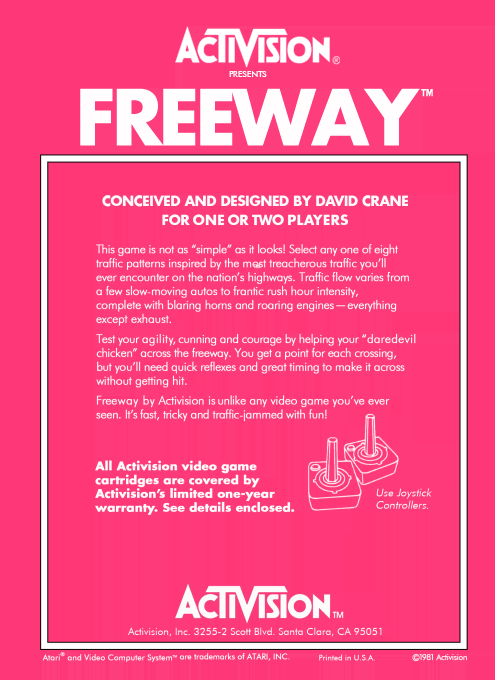 ACTIVISION®
PRESENTS
FREEWAY™
CONCEIVED AND DESIGNED BY DAVID CRANE
FOR ONE OR TWO PLAYERS
This game is not as “simple” as it looks! Select any one of eight
traffic patterns inspired by the most treacherous traffic you’ll
ever encounter on the nation’s highways. Traffic flow varies from
a few slow-moving autos to frantic rush hour intensity,
complete with blaring horns and roaring engines—everything
except exhaust.
Test your agility, cunning and courage by helping your “daredevil
chicken” across the freeway. You get a point for each crossing,
but you’ll need quick reflexes and great timing to make it across
without getting hit.
Freeway by Activision is unlike any video game you’ve ever
seen. It’s fast, tricky and traffic-jammed with fun!
All Activision video game
cartridges are covered by
Activision’s limited one-year
warranty. See details enclosed.
Use Joystick
Controllers.
ACTIVISION™
Activision, Inc. 3255-2 Scott Blvd. Santa Clara, CA 95051
Atari® and Video Computer System™ are trademarks of ATARI, INC. Printed in U.S.A. ©1981 Activision